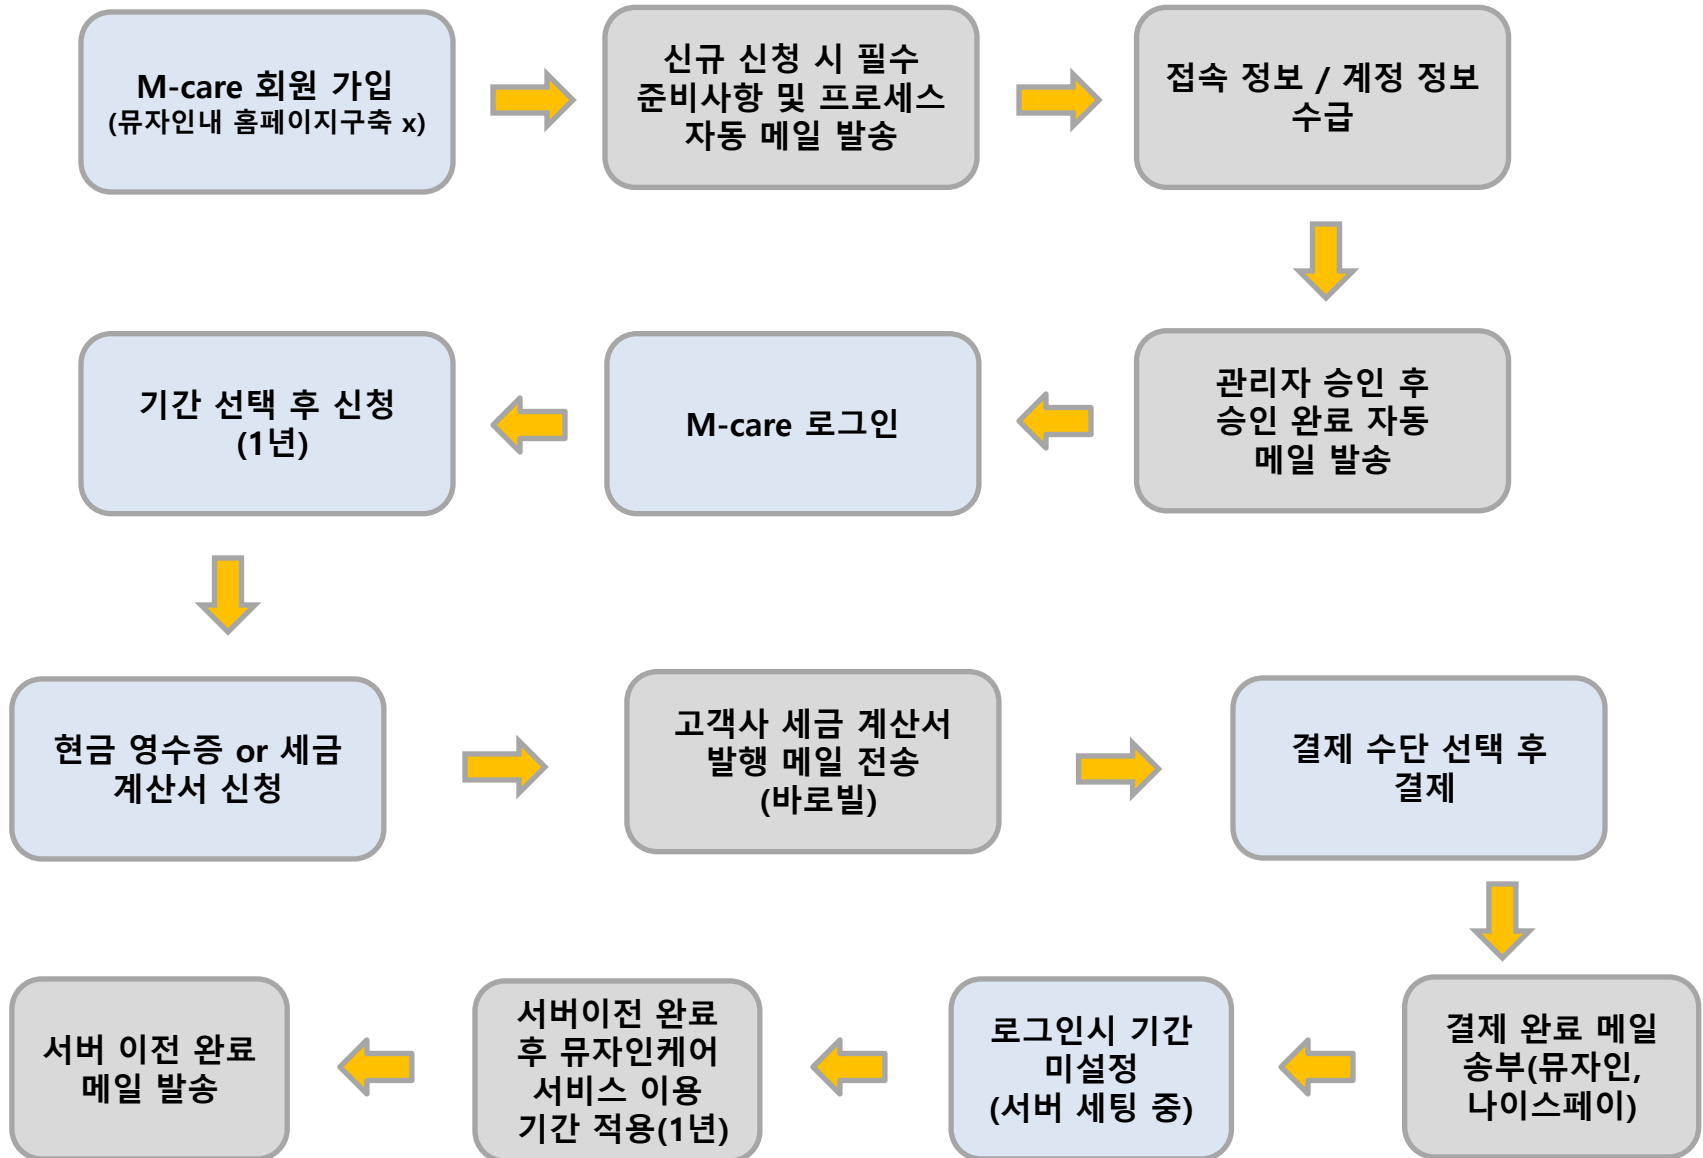 M-care 회원 가입
(뮤자인내 홈페이지구축 x)
신규 신청 시 필수
준비사항 및 프로세스
자동 메일 발송
접속 정보 / 계정 정보
수급
관리자 승인 후
승인 완료 자동
메일 발송
M-care 로그인
기간 선택 후 신청
(1년)
현금 영수증 or 세금
계산서 신청
고객사 세금 계산서
발행 메일 전송
(바로빌)
결제 수단 선택 후
결제
결제 완료 메일
송부(뮤자인,
나이스페이)
로그인시 기간
미설정
(서버 세팅 중)
서버이전 완료
후 뮤자인케어
서비스 이용
기간 적용(1년)
서버 이전 완료
메일 발송